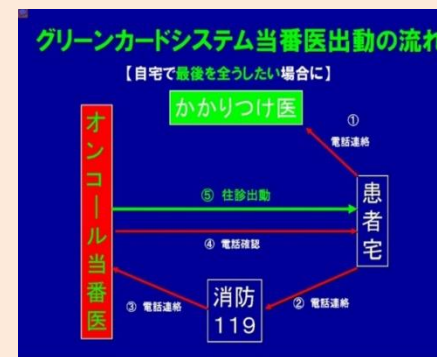 グリーンカードシステム当番医出動の流れ
【自宅で最後を全うしたい場合に】
かかりつけ医
①
電話連絡
オンコール当番医
⑤ 往診出動
患者宅
④ 電話確認
消防
119
③ 電話連絡
② 電話連絡